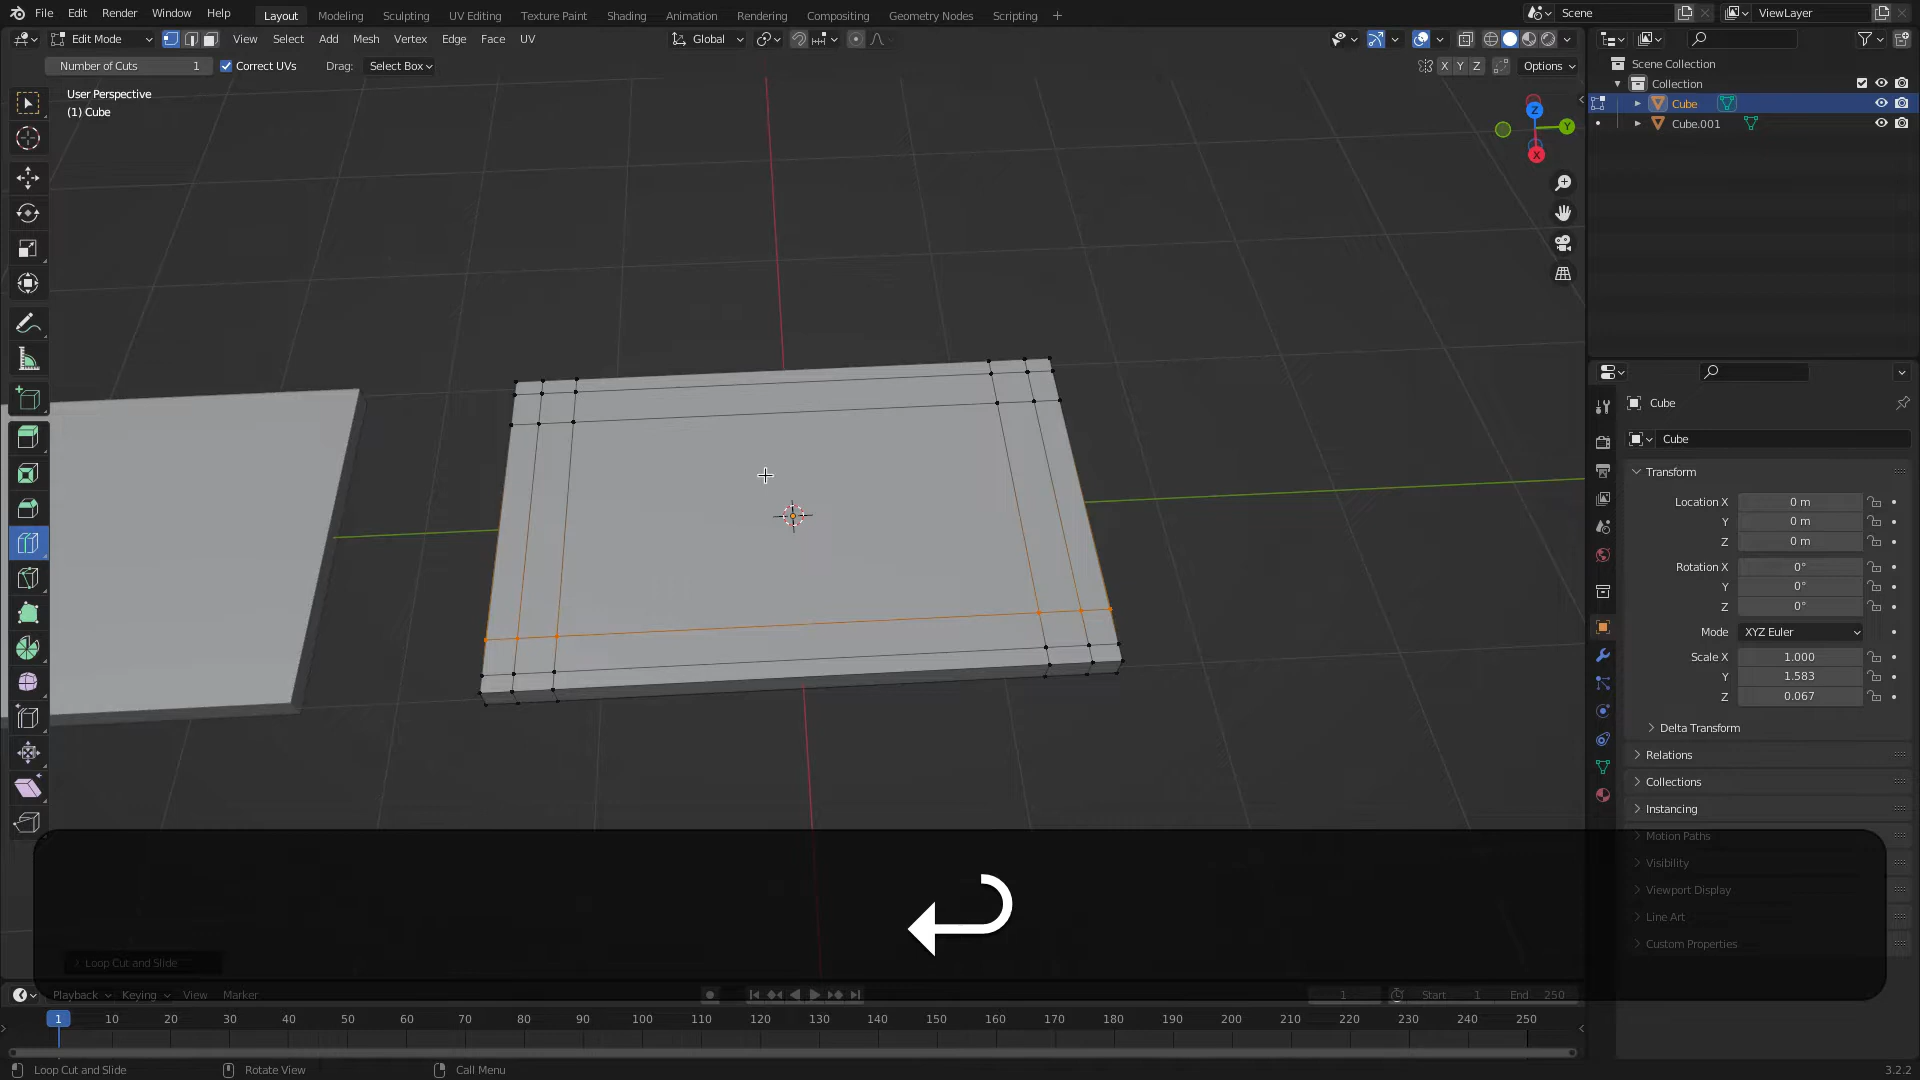 File Edit Render Window Help Layout Modeling Sculpting UV Editing Texture Paint Shading Animation Rendering Compositing Geometry Nodes Scripting + Scene ViewLayer
Edit Mode View Select Add Mesh Vertex Edge Face UV Global
Number of Cuts 1 Correct UVs Drag: Select Box X Y Z Options
User Perspective
(1) Cube
Z
Y
X
Scene Collection
Collection
Cube
Cube.001
Cube
Cube
Transform
Location X 0 m
Y 0 m
Z 0 m
Rotation X 0°
Y 0°
Z 0°
Mode XYZ Euler
Scale X 1.000
Y 1.583
Z 0.067
Delta Transform
Relations
Collections
Instancing
Motion Paths
Visibility
Viewport Display
Line Art
Custom Properties
Loop Cut and Slide
Playback Keying View Marker 1 Start 1 End 250
1 10 20 30 40 50 60 70 80 90 100 110 120 130 140 150 160 170 180 190 200 210 220 230 240 250
Loop Cut and Slide Rotate View Call Menu 3.2.2